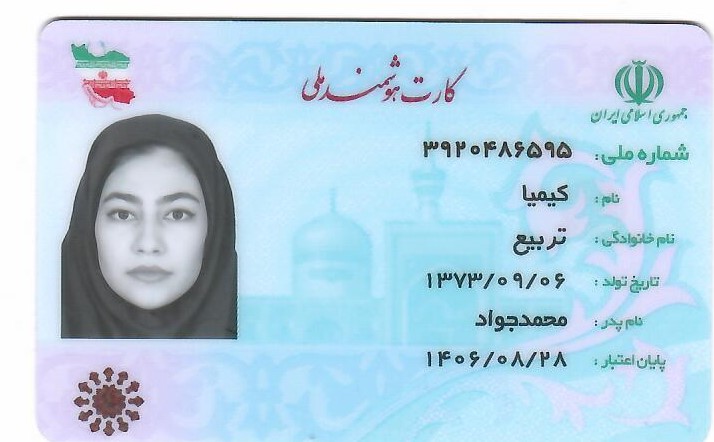 کارت هوشمند ملی
جمهوری اسلامی ایران
شماره ملی: ۳۹۲۰۴۸۶۵۹۵
نام: کیمیا
نام خانوادگی: تربیع
تاریخ تولد: ۱۳۷۳/۰۹/۰۶
نام پدر: محمدجواد
پایان اعتبار: ۱۴۰۶/۰۸/۲۸